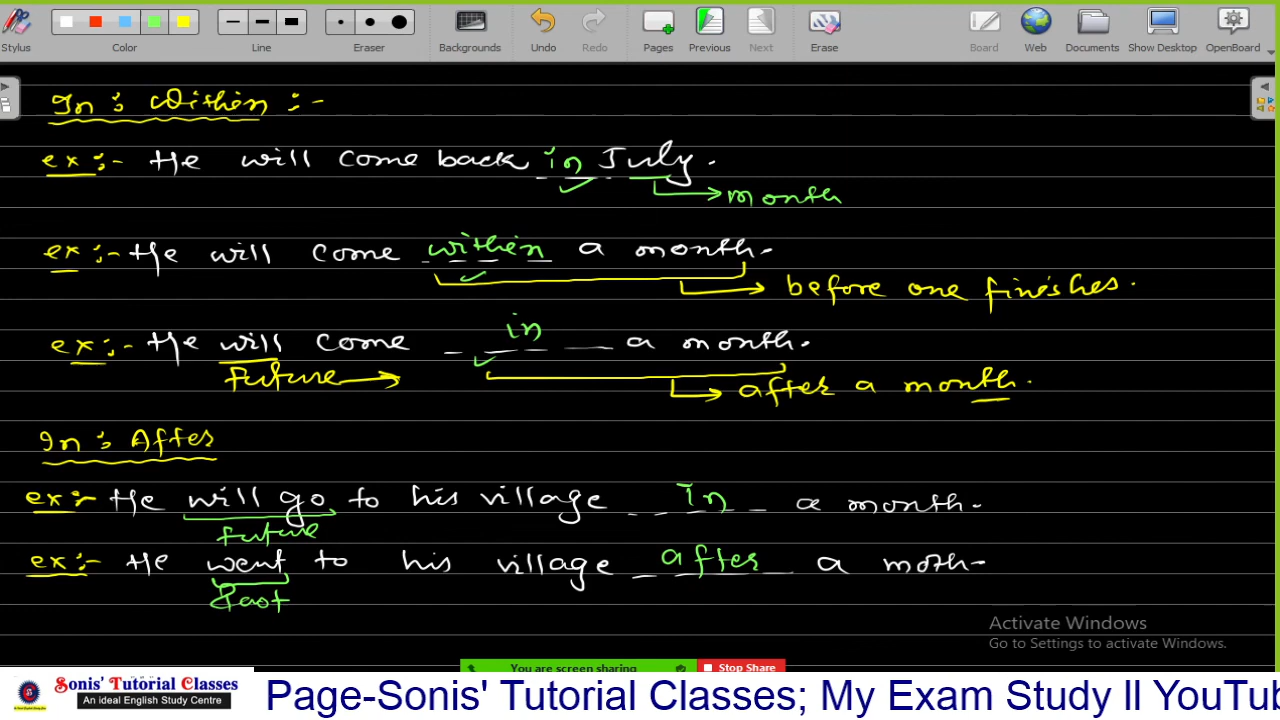 Stylus Color Line Eraser Backgrounds Undo Redo Pages Previous Next Erase Board Web Documents Show Desktop OpenBoard
In : Within :-
ex :- He will come back in July.
month
ex :- He will come within a month.
before one finishes.
ex :- He will come in a month.
Future
after a month.
In : After
ex :- He will go to his village in a month.
future
ex :- He went to his village after a moth.
Past
Activate Windows
Go to Settings to activate Windows.
You are screen sharing Stop Share
Sonis' Tutorial Classes
An ideal English Study Centre
Page-Sonis' Tutorial Classes; My Exam Study ll YouTu